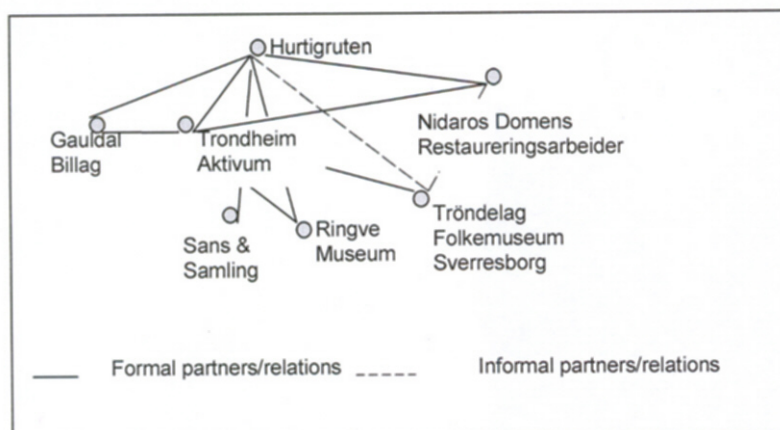 Hurtigruten
Gauldal
Billag
Trondheim
Aktivum
Nidaros Domens
Restaureringsarbeider
Sans &
Samling
Ringve
Museum
Tröndelag
Folkemuseum
Sverresborg
Formal partners/relations
Informal partners/relations